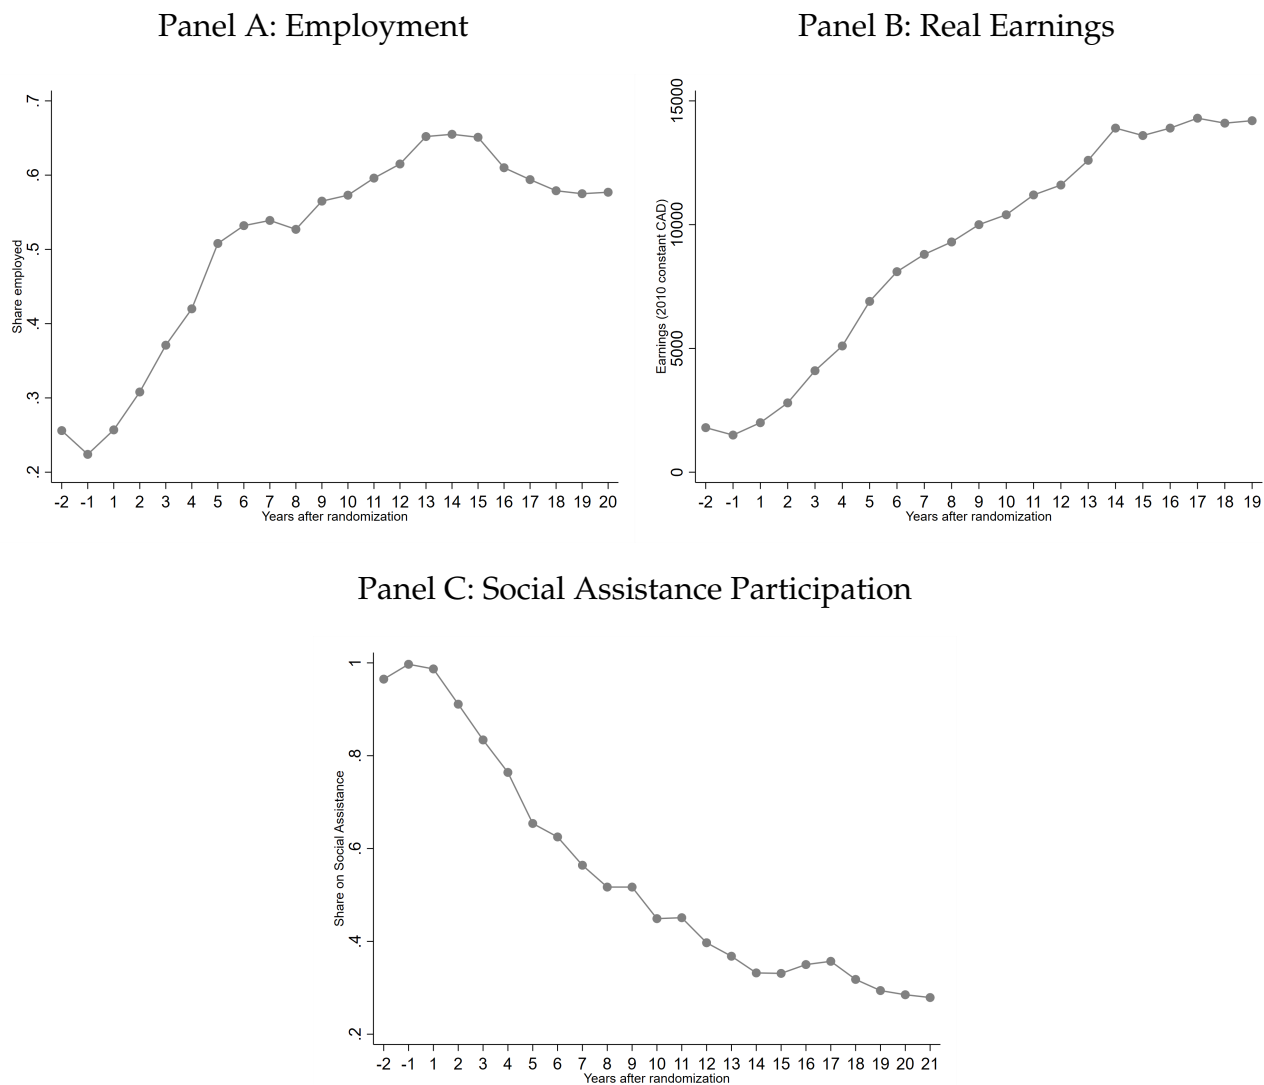 Panel A: Employment
Share employed
.7
.6
.5
.4
.3
.2
-2 -1 1 2 3 4 5 6 7 8 9 10 11 12 13 14 15 16 17 18 19 20
Years after randomization
Panel B: Real Earnings
Earnings (2010 constant CAD)
15000
10000
5000
0
-2 -1 1 2 3 4 5 6 7 8 9 10 11 12 13 14 15 16 17 18 19
Years after randomization
Panel C: Social Assistance Participation
Share on Social Assistance
1
.8
.6
.4
.2
-2 -1 1 2 3 4 5 6 7 8 9 10 11 12 13 14 15 16 17 18 19 20 21
Years after randomization